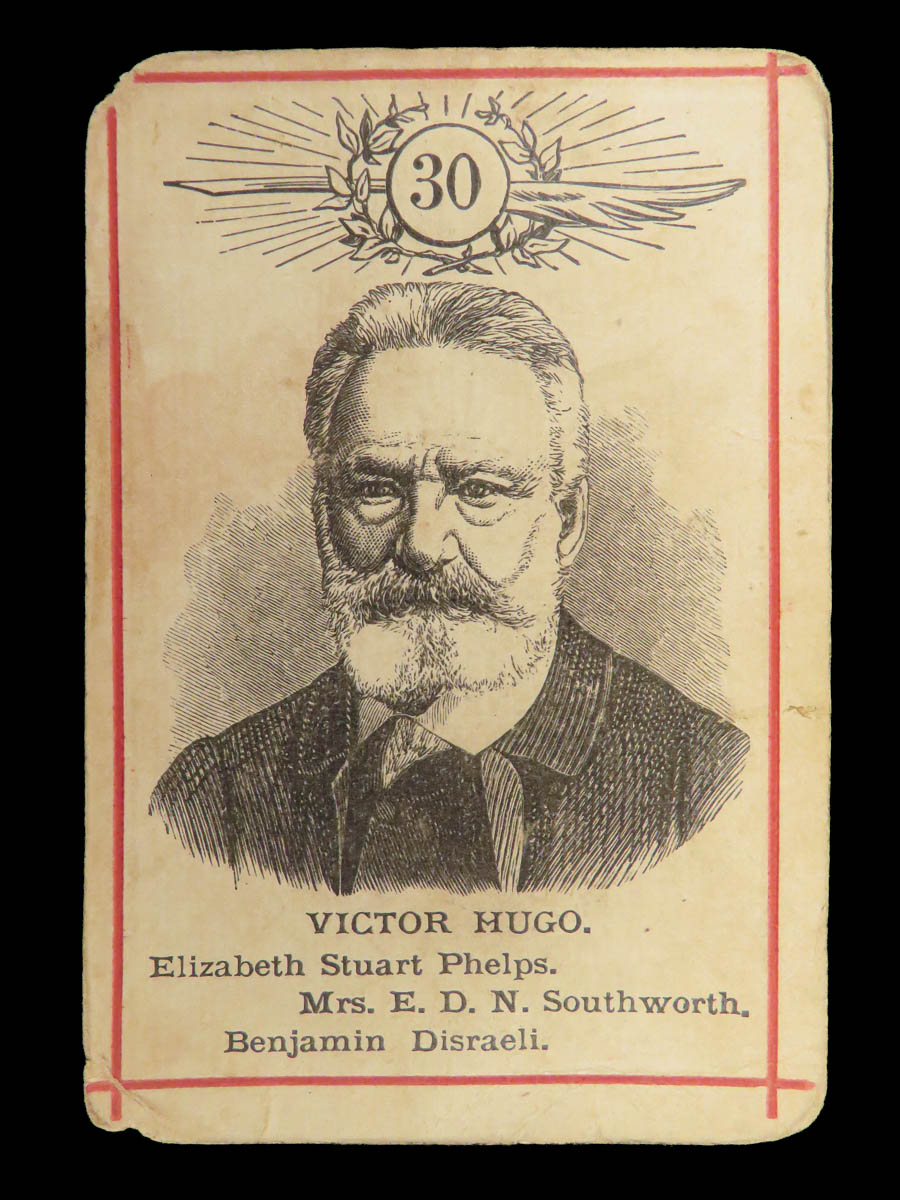 30
VICTOR HUGO.
Elizabeth Stuart Phelps.
Mrs. E. D. N. Southworth.
Benjamin Disraeli.